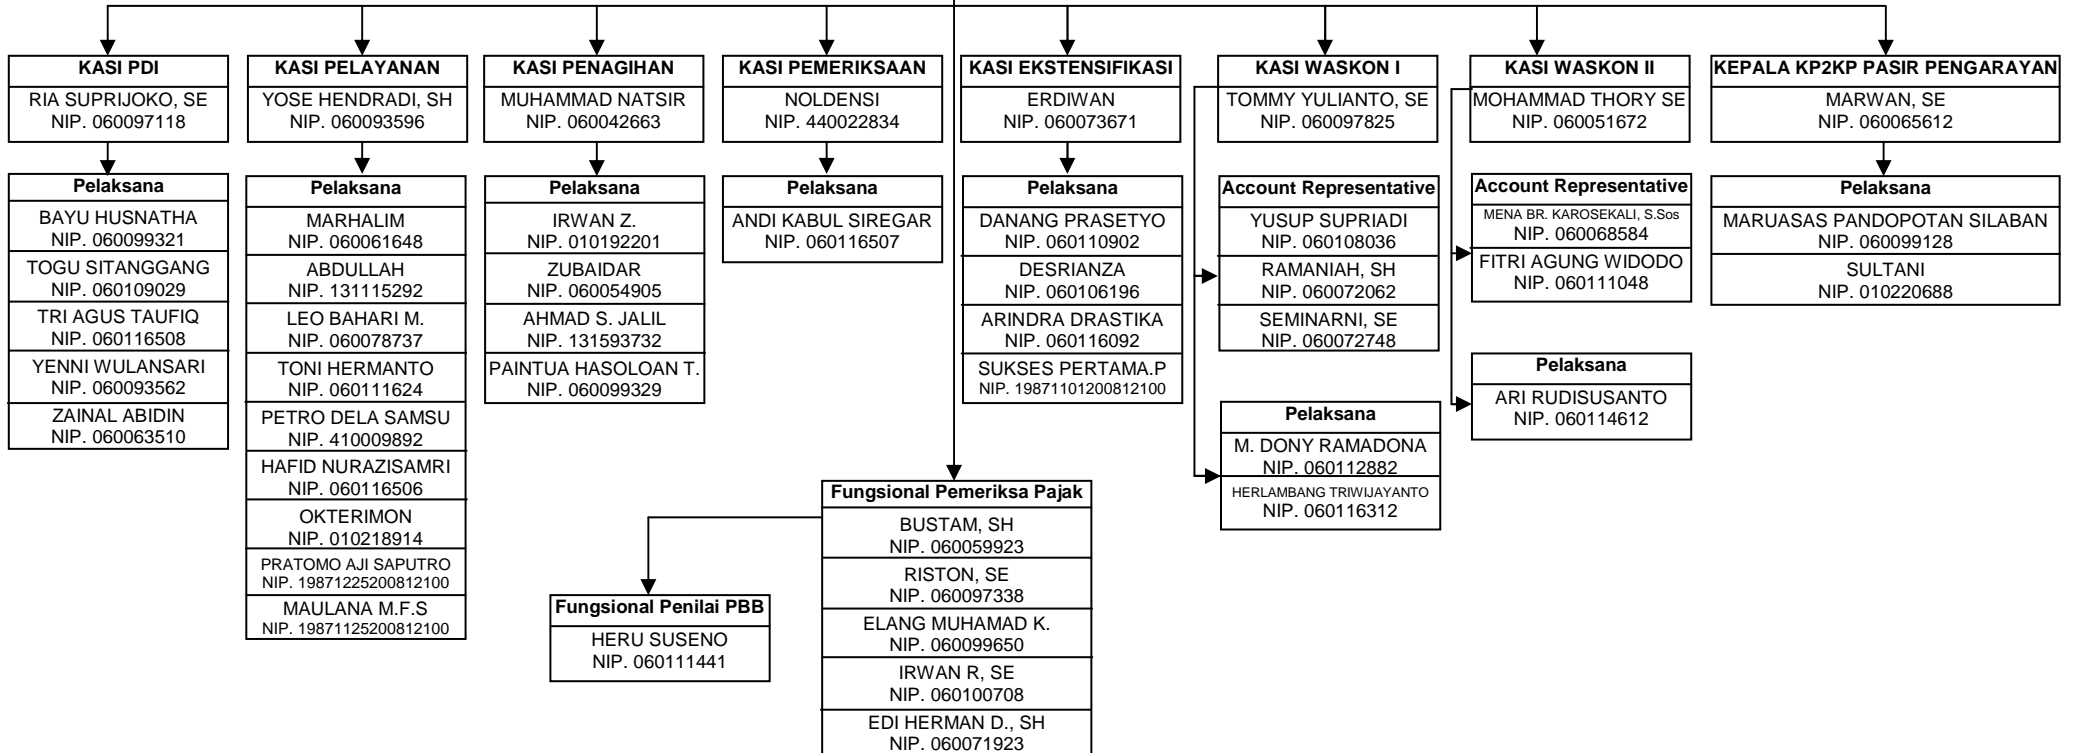 KASI PDI
RIA SUPRIJOKO, SE
NIP. 060097118
KASI PELAYANAN
YOSE HENDRADI, SH
NIP. 060093596
KASI PENAGIHAN
MUHAMMAD NATSIR
NIP. 060042663
KASI PEMERIKSAAN
NOLDENSI
NIP. 440022834
KASI EKSTENSIFIKASI
ERDIWAN
NIP. 060073671
KASI WASKON I
TOMMY YULIANTO, SE
NIP. 060097825
KASI WASKON II
MOHAMMAD THORY SE
NIP. 060051672
KEPALA KP2KP PASIR PENGARAYAN
MARWAN, SE
NIP. 060065612
Pelaksana
BAYU HUSNATHA
NIP. 060099321
TOGU SITANGGANG
NIP. 060109029
TRI AGUS TAUFIQ
NIP. 060116508
YENNI WULANSARI
NIP. 060093562
ZAINAL ABIDIN
NIP. 060063510
Pelaksana
MARHALIM
NIP. 060061648
ABDULLAH
NIP. 131115292
LEO BAHARI M.
NIP. 060078737
TONI HERMANTO
NIP. 060111624
PETRO DELA SAMSU
NIP. 410009892
HAFID NURAZISAMRI
NIP. 060116506
OKTERIMON
NIP. 010218914
PRATOMO AJI SAPUTRO
NIP. 19871225200812100
MAULANA M.F.S
NIP. 19871125200812100
Pelaksana
IRWAN Z.
NIP. 010192201
ZUBAIDAR
NIP. 060054905
AHMAD S. JALIL
NIP. 131593732
PAINTUA HASOLOAN T.
NIP. 060099329
Pelaksana
ANDI KABUL SIREGAR
NIP. 060116507
Pelaksana
DANANG PRASETYO
NIP. 060110902
DESRIANZA
NIP. 060106196
ARINDRA DRASTIKA
NIP. 060116092
SUKSES PERTAMA.P
NIP. 19871101200812100
Account Representative
YUSUP SUPRIADI
NIP. 060108036
RAMANIAH, SH
NIP. 060072062
SEMINARNI, SE
NIP. 060072748
Pelaksana
M. DONY RAMADONA
NIP. 060112882
HERLAMBANG TRIWIJAYANTO
NIP. 060116312
Account Representative
MENA BR. KAROSEKALI, S.Sos
NIP. 060068584
FITRI AGUNG WIDODO
NIP. 060111048
Pelaksana
ARI RUDISUSANTO
NIP. 060114612
Pelaksana
MARUASAS PANDOPOTAN SILABAN
NIP. 060099128
SULTANI
NIP. 010220688
Fungsional Pemeriksa Pajak
BUSTAM, SH
NIP. 060059923
RISTON, SE
NIP. 060097338
ELANG MUHAMAD K.
NIP. 060099650
IRWAN R, SE
NIP. 060100708
EDI HERMAN D., SH
NIP. 060071923
Fungsional Penilai PBB
HERU SUSENO
NIP. 060111441